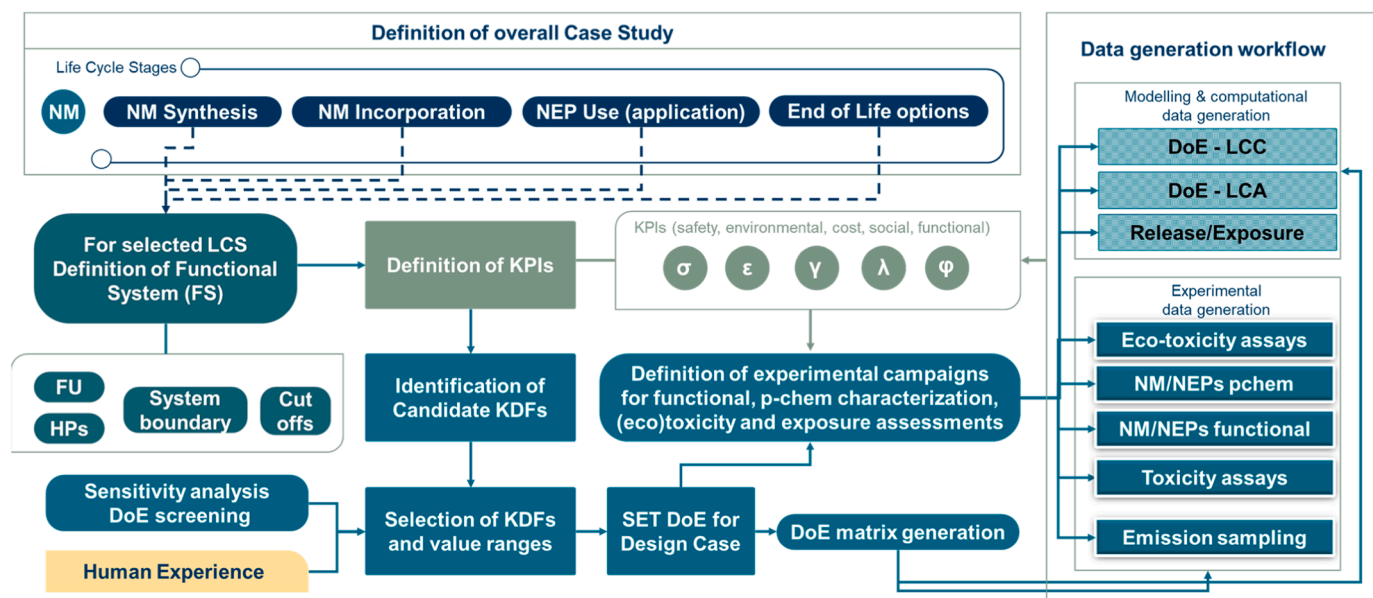 Definition of overall Case Study
Life Cycle Stages
NM
NM Synthesis
NM Incorporation
NEP Use (application)
End of Life options
For selected LCS
Definition of Functional
System (FS)
Definition of KPIs
KPIs (safety, environmental, cost, social, functional)
σ
ε
γ
λ
φ
FU
HPs
System
boundary
Cut
offs
Identification of
Candidate KDFs
Definition of experimental campaigns
for functional, p-chem characterization,
(eco)toxicity and exposure assessments
Sensitivity analysis
DoE screening
Human Experience
Selection of KDFs
and value ranges
SET DoE for
Design Case
DoE matrix generation
Data generation workflow
Modelling & computational
data generation
DoE - LCC
DoE - LCA
Release/Exposure
Experimental
data generation
Eco-toxicity assays
NM/NEPs pchem
NM/NEPs functional
Toxicity assays
Emission sampling